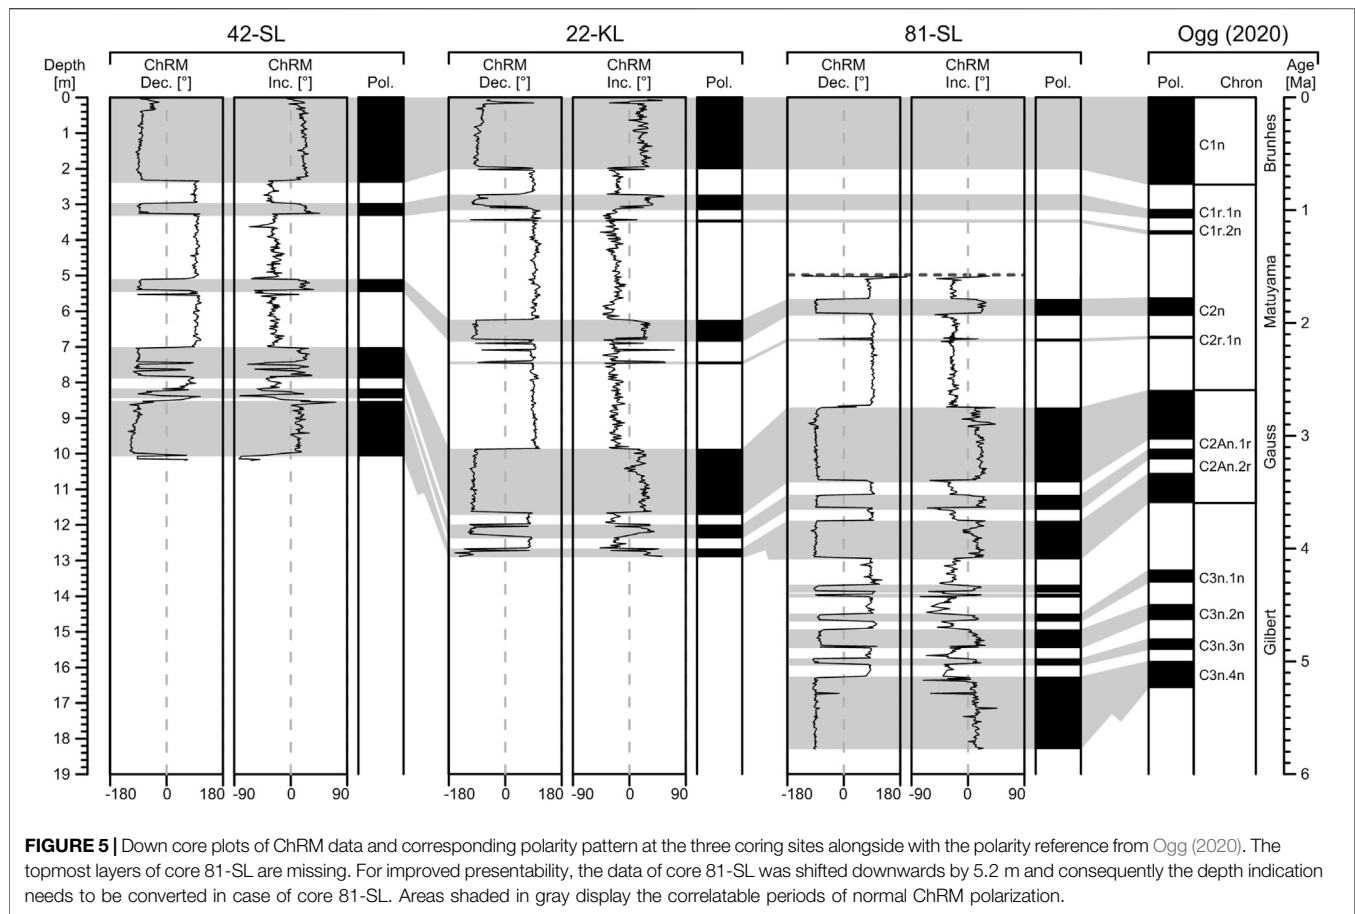 42-SL 22-KL 81-SL Ogg (2020)
Depth [m]
ChRM Dec. [°]
ChRM Inc. [°]
Pol.
ChRM Dec. [°]
ChRM Inc. [°]
Pol.
ChRM Dec. [°]
ChRM Inc. [°]
Pol.
Pol.
Chron
Age [Ma]
0
1
2
3
4
5
6
7
8
9
10
11
12
13
14
15
16
17
18
19
C1n
C1r.1n
C1r.2n
C2n
C2r.1n
C2An.1r
C2An.2r
C3n.1n
C3n.2n
C3n.3n
C3n.4n
Brunhes
Matuyama
Gauss
Gilbert
0
1
2
3
4
5
6
-180 0 180 -90 0 90 -180 0 180 -90 0 90 -180 0 180 -90 0 90
FIGURE 5 | Down core plots of ChRM data and corresponding polarity pattern at the three coring sites alongside with the polarity reference from Ogg (2020). The
topmost layers of core 81-SL are missing. For improved presentability, the data of core 81-SL was shifted downwards by 5.2 m and consequently the depth indication
needs to be converted in case of core 81-SL. Areas shaded in gray display the correlatable periods of normal ChRM polarization.